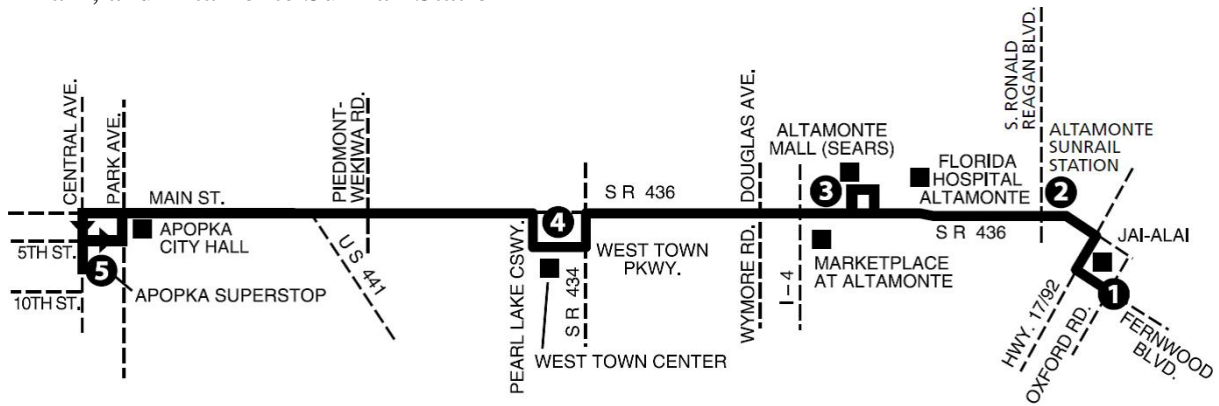 CENTRAL AVE.
PARK AVE.
MAIN ST.
APOPKA
CITY HALL
5TH ST.
10TH ST.
5
APOPKA SUPERSTOP
PIEDMONT-
WEKIWA RD.
US 441
PEARL LAKE CSWY.
4
S R 434
WEST TOWN
PKWY.
WEST TOWN CENTER
S R 436
DOUGLAS AVE.
WYMORE RD.
I-4
ALTAMONTE
MALL (SEARS)
3
MARKETPLACE
AT ALTAMONTE
FLORIDA
HOSPITAL
ALTAMONTE
S R 436
S. RONALD
REAGAN BLVD.
ALTAMONTE
SUNRAIL
STATION
2
JAI-ALAI
1
HWY. 17/92
OXFORD RD.
FERNWOOD
BLVD.